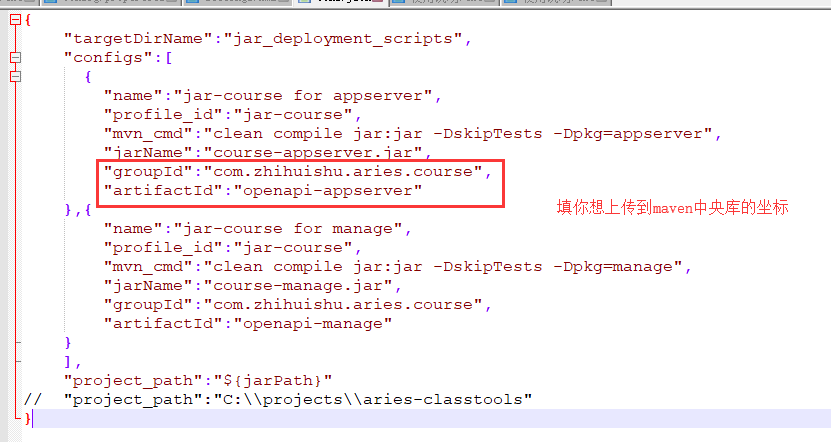 {
"targetDirName":"jar_deployment_scripts",
"configs":[
{
"name":"jar-course for appserver",
"profile_id":"jar-course",
"mvn_cmd":"clean compile jar:jar -DskipTests -Dpkg=appserver",
"jarName":"course-appserver.jar",
"groupId":"com.zhihuishu.aries.course",
"artifactId":"openapi-appserver"
填你想上传到maven中央库的坐标
},{
"name":"jar-course for manage",
"profile_id":"jar-course",
"mvn_cmd":"clean compile jar:jar -DskipTests -Dpkg=manage",
"jarName":"course-manage.jar",
"groupId":"com.zhihuishu.aries.course",
"artifactId":"openapi-manage"
}
],
"project_path":"${jarPath}"
// "project_path":"C:\\projects\\aries-classtools"
}